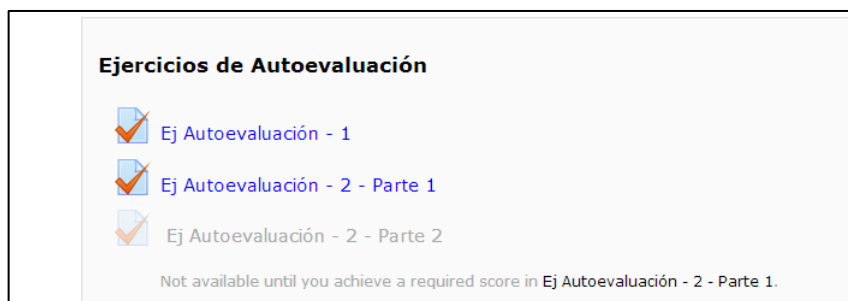 Ejercicios de Autoevaluación
Ej Autoevaluación - 1
Ej Autoevaluación - 2 - Parte 1
Ej Autoevaluación - 2 - Parte 2
Not available until you achieve a required score in Ej Autoevaluación - 2 - Parte 1.